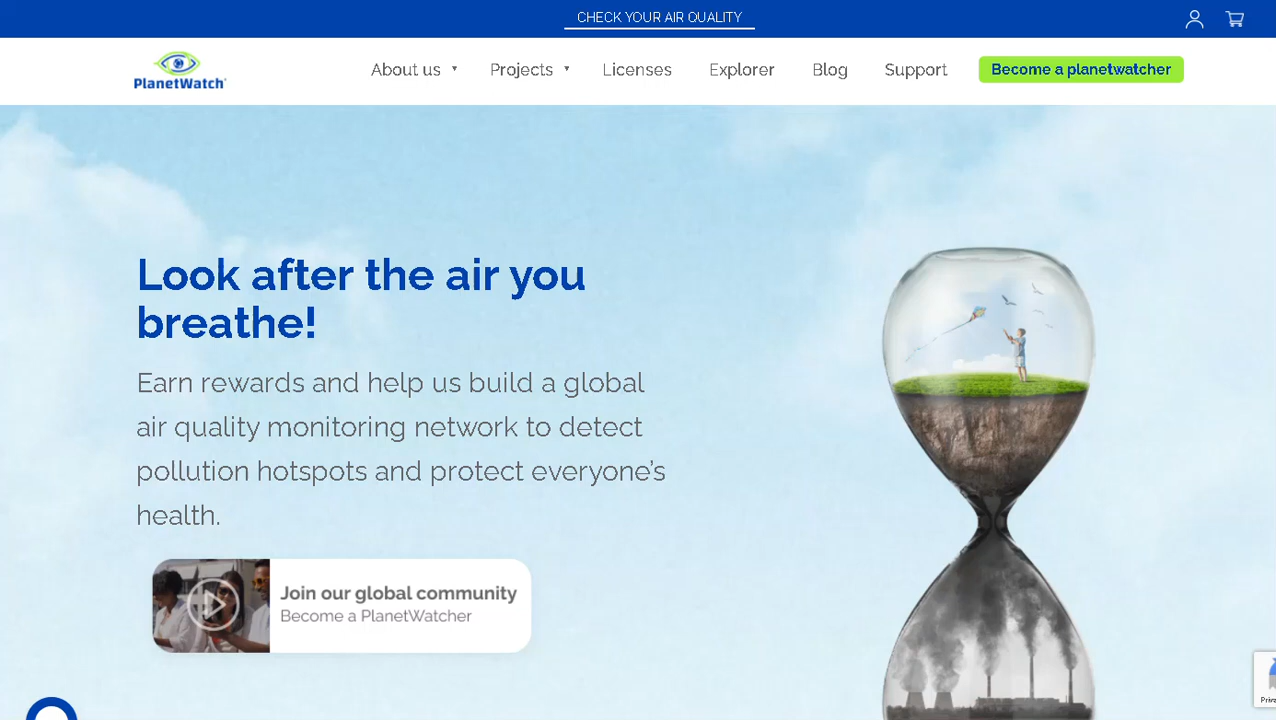 CHECK YOUR AIR QUALITY
PlanetWatch
About us
Projects
Licenses
Explorer
Blog
Support
Become a planetwatcher
Look after the air you
breathe!
Earn rewards and help us build a global
air quality monitoring network to detect
pollution hotspots and protect everyone's
health.
Join our global community
Become a PlanetWatcher